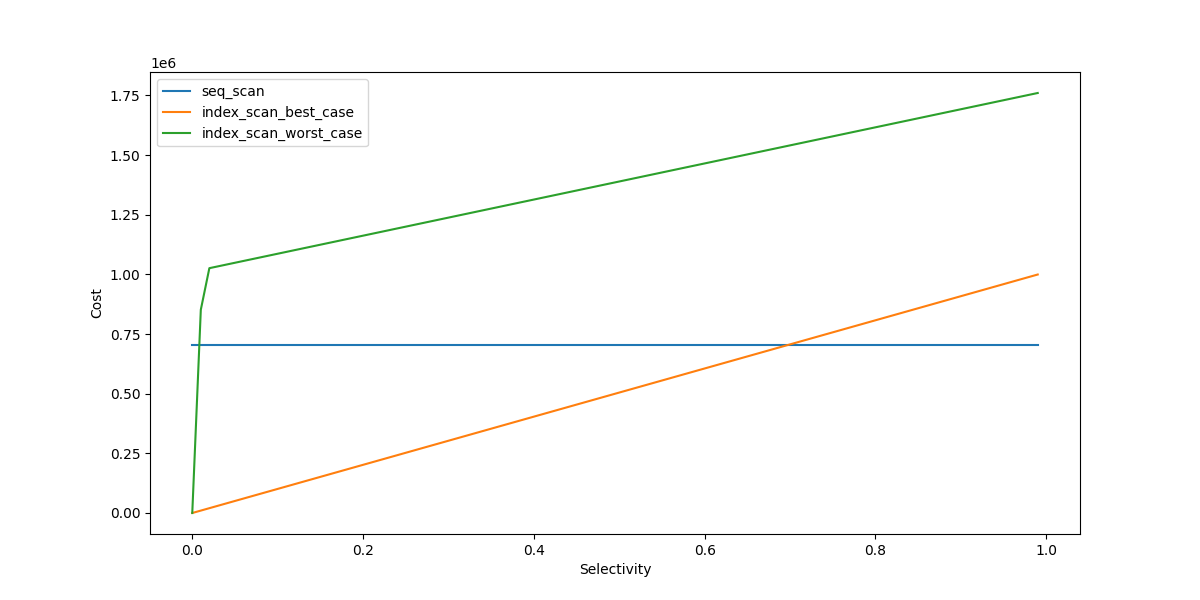 1e6
seq_scan
index_scan_best_case
index_scan_worst_case
1.75
1.50
1.25
1.00
0.75
0.50
0.25
0.00
Cost
0.0 0.2 0.4 0.6 0.8 1.0
Selectivity